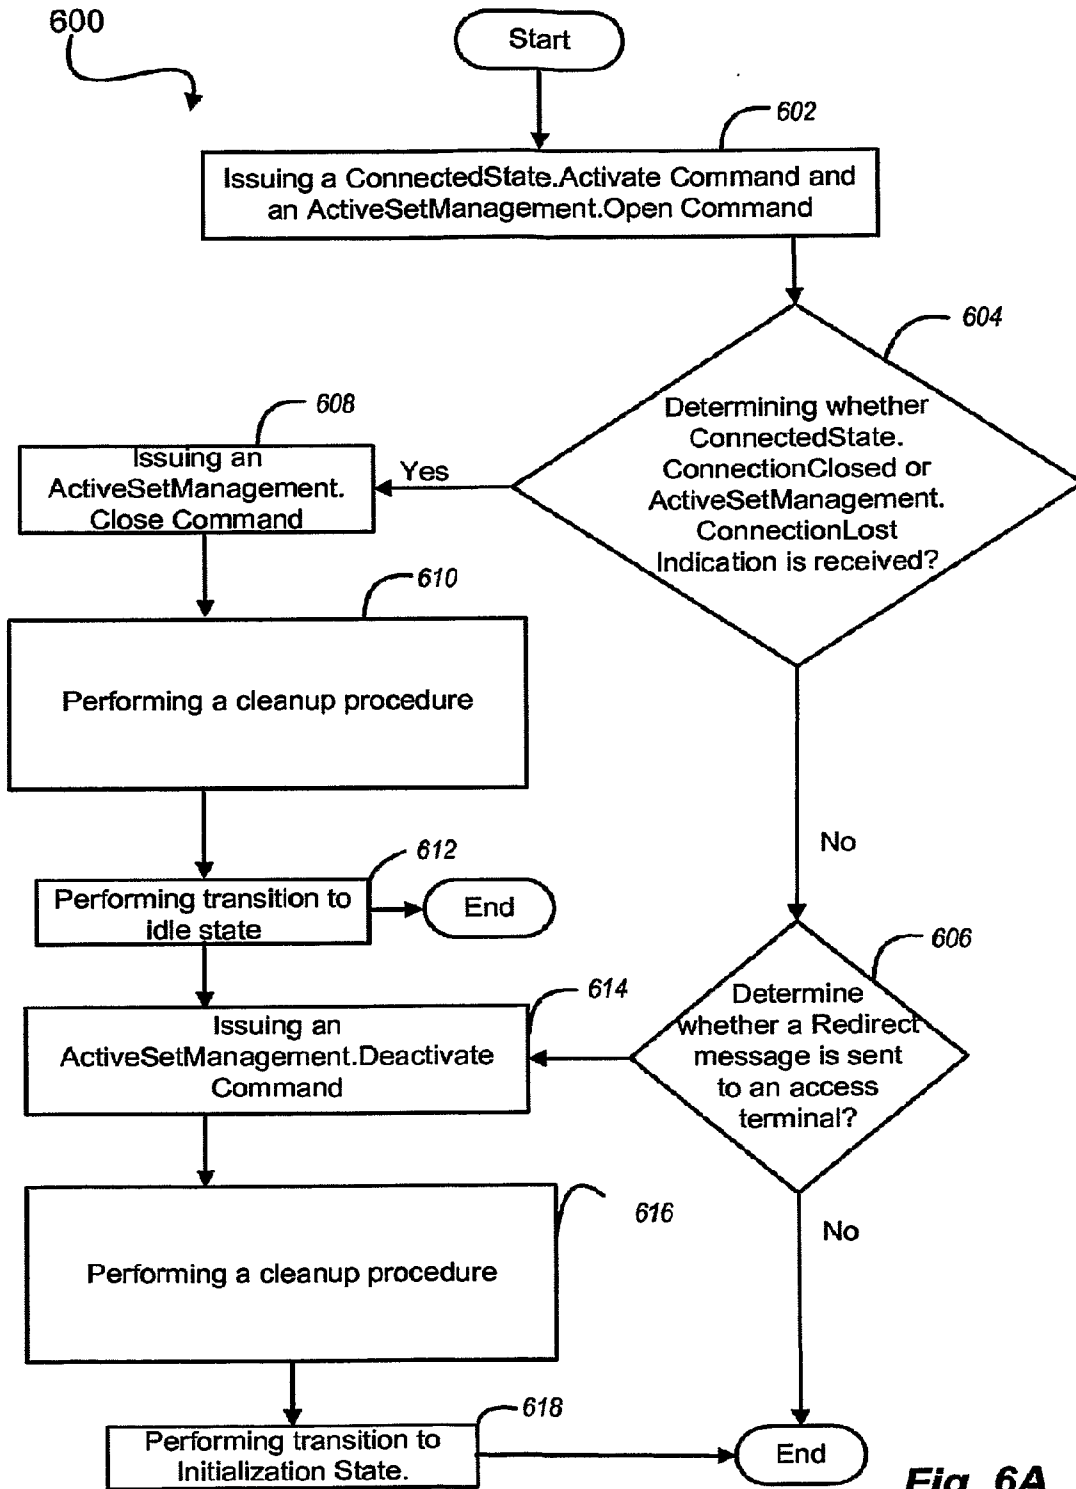 600
Start
602
Issuing a ConnectedState.Activate Command and
an ActiveSetManagement.Open Command
604
Determining whether
ConnectedState.
ConnectionClosed or
ActiveSetManagement.
ConnectionLost
Indication is received?
Yes
608
Issuing an
ActiveSetManagement.
Close Command
610
Performing a cleanup procedure
No
612
Performing transition to
idle state
End
606
Determine
whether a Redirect
message is sent
to an access
terminal?
614
Issuing an
ActiveSetManagement.Deactivate
Command
616
Performing a cleanup procedure
No
618
Performing transition to
Initialization State.
End
Fig. 6A